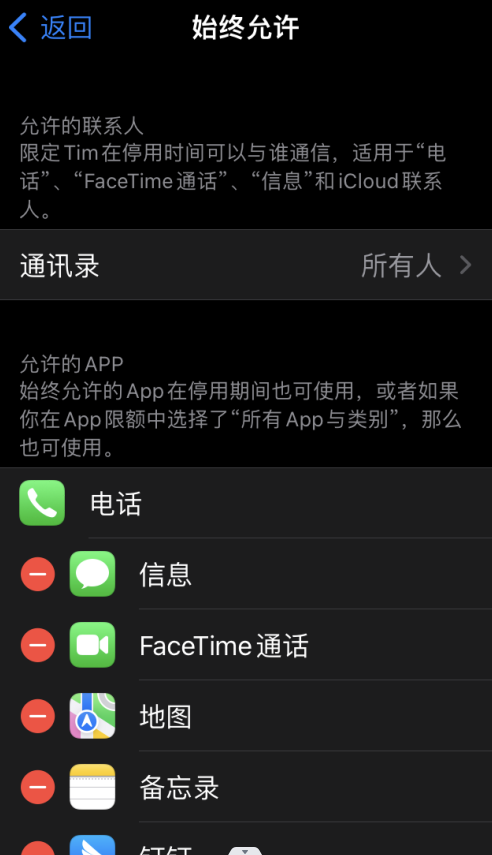 返回
始终允许
允许的联系人
限定Tim在停用时间可以与谁通信，适用于“电
话”、“FaceTime通话”、“信息”和iCloud联系
人。
通讯录
所有人
允许的APP
始终允许的App在停用期间也可使用，或者如果
你在App限额中选择了“所有App与类别”，那么
也可使用。
电话
信息
FaceTime通话
地图
备忘录
钉钉